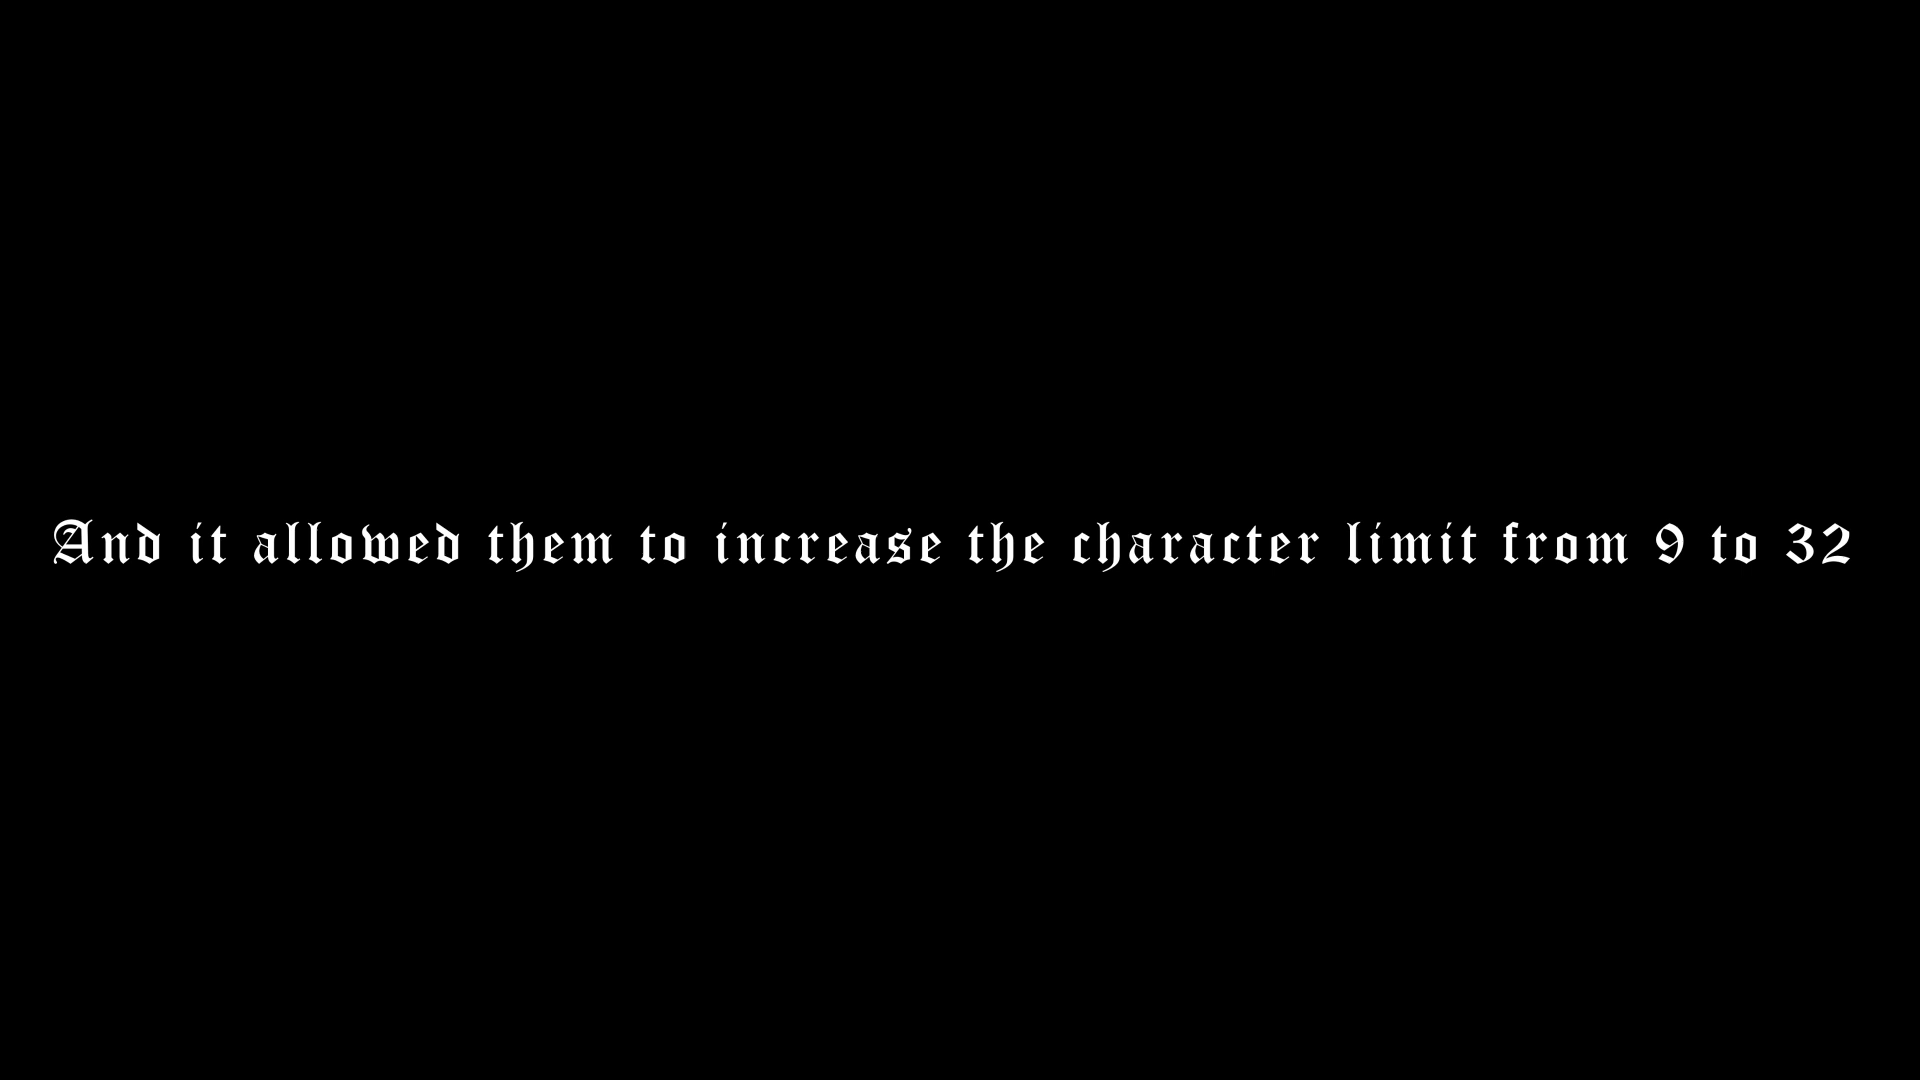 And it allowed them to increase the character limit from 9 to 32